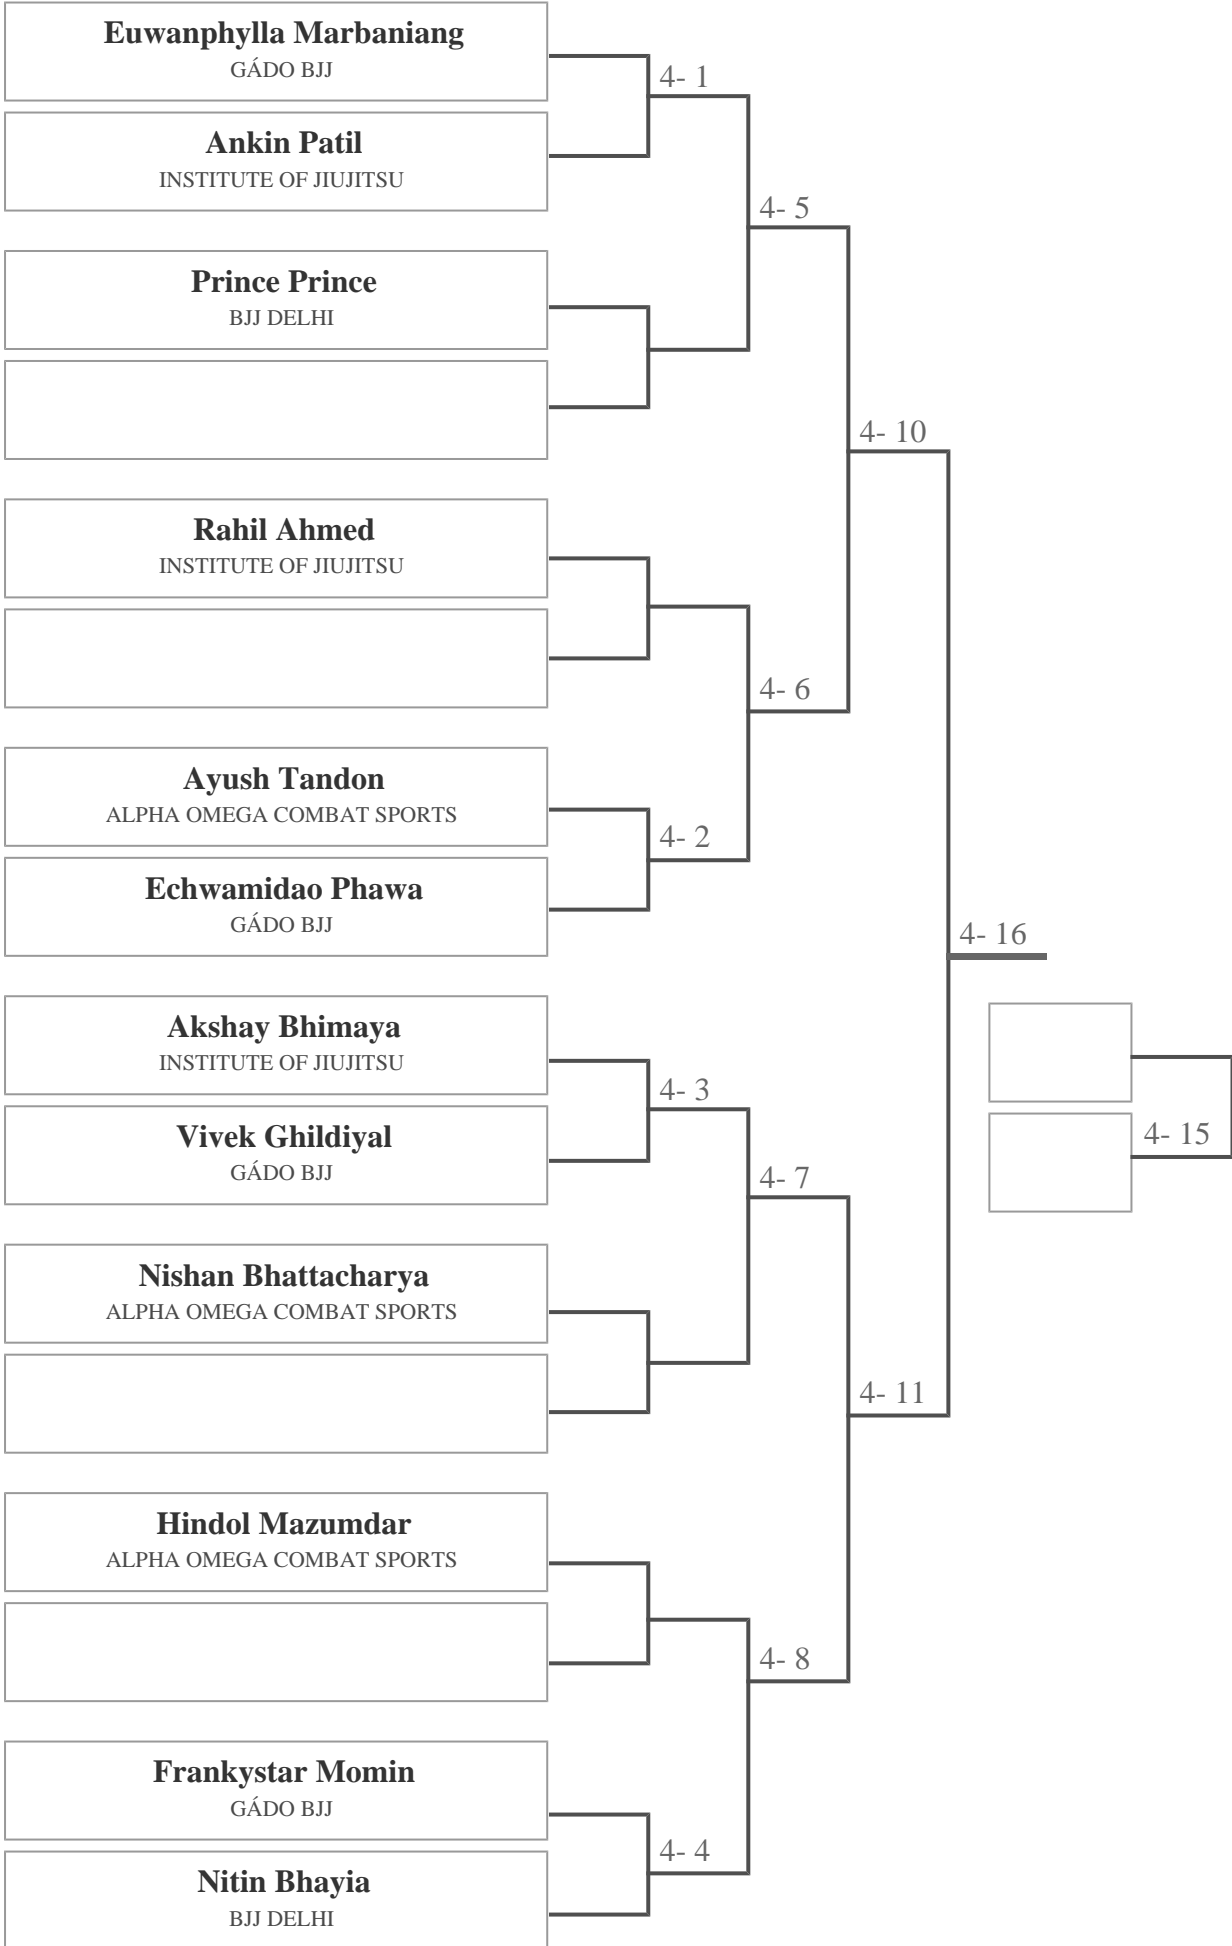 Euwanphylla Marbaniang
GÁDO BJJ
4- 1
Ankin Patil
INSTITUTE OF JIUJITSU
4- 5
Prince Prince
BJJ DELHI
4- 10
Rahil Ahmed
INSTITUTE OF JIUJITSU
4- 6
Ayush Tandon
ALPHA OMEGA COMBAT SPORTS
4- 2
Echwamidao Phawa
GÁDO BJJ
4- 16
Akshay Bhimaya
INSTITUTE OF JIUJITSU
4- 3
Vivek Ghildiyal
GÁDO BJJ
4- 15
4- 7
Nishan Bhattacharya
ALPHA OMEGA COMBAT SPORTS
4- 11
Hindol Mazumdar
ALPHA OMEGA COMBAT SPORTS
4- 8
Frankystar Momin
GÁDO BJJ
4- 4
Nitin Bhayia
BJJ DELHI